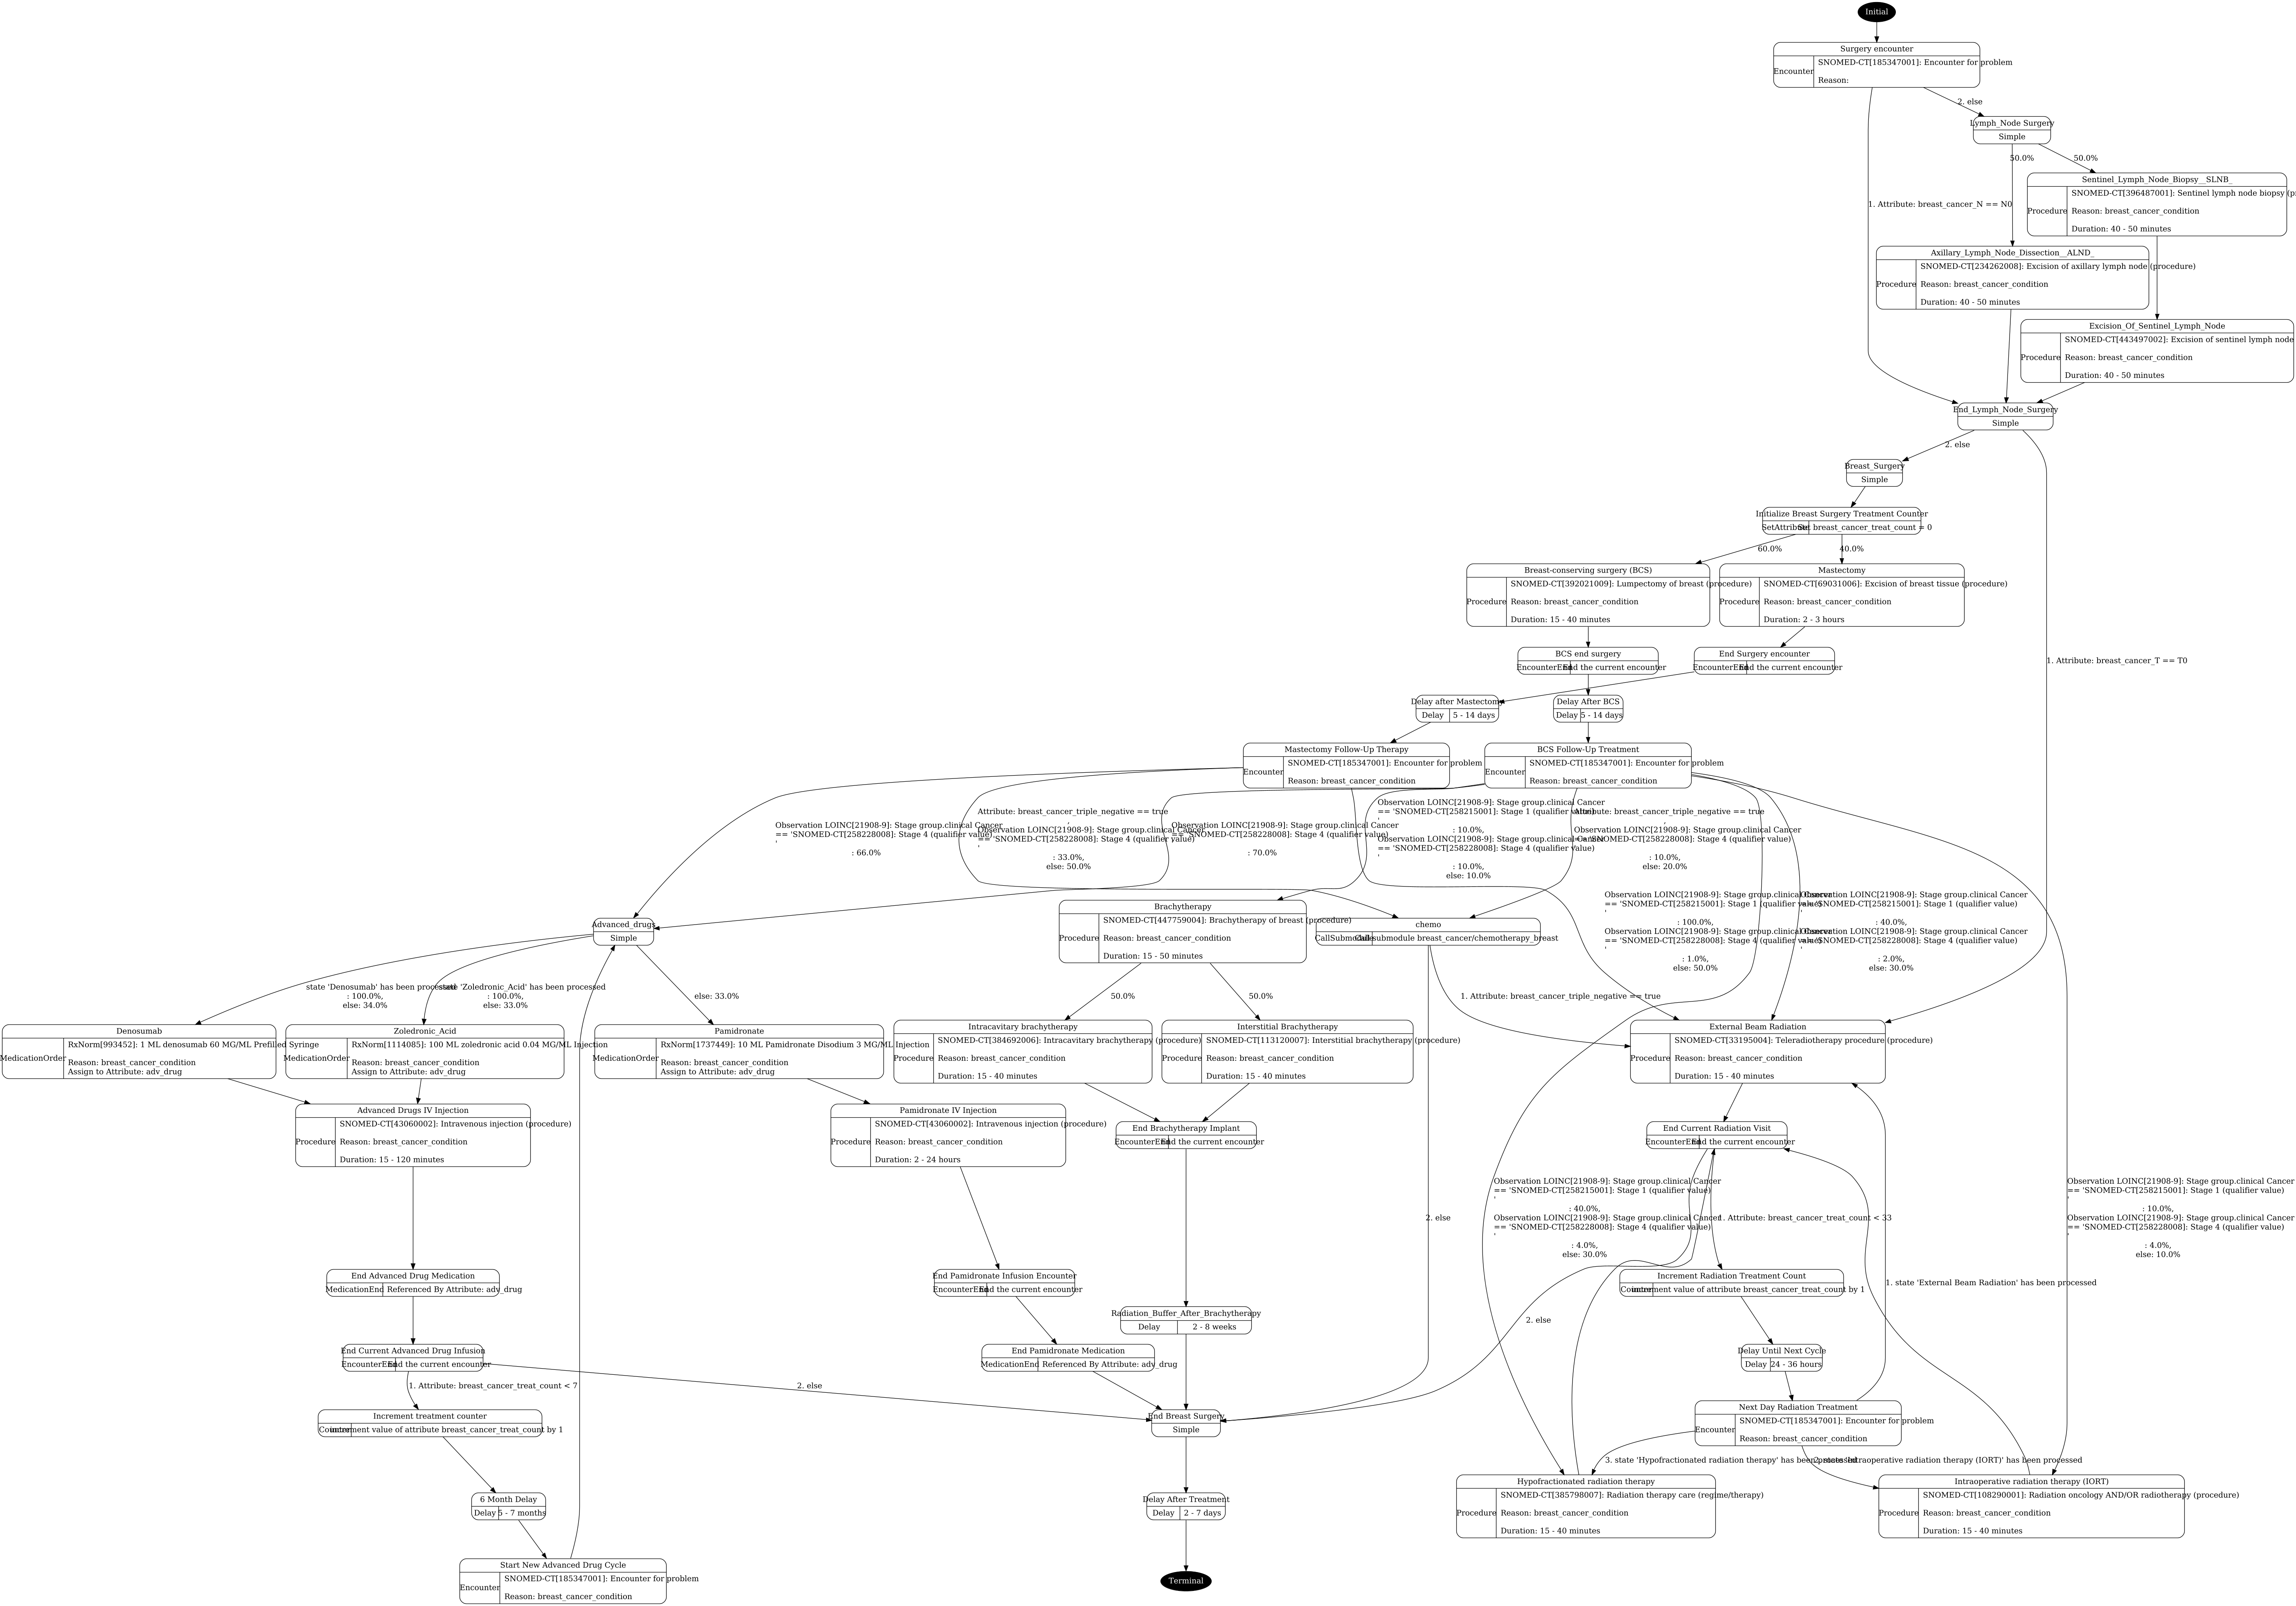 Initial
Surgery encounter
Encounter
SNOMED-CT[185347001]: Encounter for problem
Reason:
2. else
Lymph_Node Surgery
Simple
50.0%
50.0%
Sentinel_Lymph_Node_Biopsy__SLNB_
Procedure
SNOMED-CT[396487001]: Sentinel lymph node biopsy (p
Reason: breast_cancer_condition
Duration: 40 - 50 minutes
1. Attribute: breast_cancer_N == N0
Axillary_Lymph_Node_Dissection__ALND_
Procedure
SNOMED-CT[234262008]: Excision of axillary lymph node (procedure)
Reason: breast_cancer_condition
Duration: 40 - 50 minutes
Excision_Of_Sentinel_Lymph_Node
Procedure
SNOMED-CT[443497002]: Excision of sentinel lymph node
Reason: breast_cancer_condition
Duration: 40 - 50 minutes
End_Lymph_Node_Surgery
Simple
2. else
Breast_Surgery
Simple
Initialize Breast Surgery Treatment Counter
SetAttribute
Set breast_cancer_treat_count = 0
60.0%
40.0%
Breast-conserving surgery (BCS)
Procedure
SNOMED-CT[392021009]: Lumpectomy of breast (procedure)
Reason: breast_cancer_condition
Duration: 15 - 40 minutes
Mastectomy
Procedure
SNOMED-CT[69031006]: Excision of breast tissue (procedure)
Reason: breast_cancer_condition
Duration: 2 - 3 hours
BCS end surgery
EncounterEnd
End the current encounter
End Surgery encounter
EncounterEnd
End the current encounter
1. Attribute: breast_cancer_T == T0
Delay after Mastectomy
Delay
5 - 14 days
Delay After BCS
Delay
5 - 14 days
Mastectomy Follow-Up Therapy
Encounter
SNOMED-CT[185347001]: Encounter for problem
Reason: breast_cancer_condition
BCS Follow-Up Treatment
Encounter
SNOMED-CT[185347001]: Encounter for problem
Reason: breast_cancer_condition
Observation LOINC[21908-9]: Stage group.clinical Cancer
== 'SNOMED-CT[258228008]: Stage 4 (qualifier value)
'
: 66.0%
Attribute: breast_cancer_triple_negative == true
,
Observation LOINC[21908-9]: Stage group.clinical Cancer
== 'SNOMED-CT[258228008]: Stage 4 (qualifier value)
'
: 33.0%,
else: 50.0%
Observation LOINC[21908-9]: Stage group.clinical Cancer
== 'SNOMED-CT[258228008]: Stage 4 (qualifier value)
'
: 70.0%
Observation LOINC[21908-9]: Stage group.clinical Cancer
== 'SNOMED-CT[258215001]: Stage 1 (qualifier value)
'
: 10.0%,
Observation LOINC[21908-9]: Stage group.clinical Cancer
== 'SNOMED-CT[258228008]: Stage 4 (qualifier value)
'
: 10.0%,
else: 10.0%
Attribute: breast_cancer_triple_negative == true
,
Observation LOINC[21908-9]: Stage group.clinical Cancer
== 'SNOMED-CT[258228008]: Stage 4 (qualifier value)
'
: 10.0%,
else: 20.0%
Observation LOINC[21908-9]: Stage group.clinical Cancer
== 'SNOMED-CT[258215001]: Stage 1 (qualifier value)
'
: 100.0%,
Observation LOINC[21908-9]: Stage group.clinical Cancer
== 'SNOMED-CT[258228008]: Stage 4 (qualifier value)
'
: 1.0%,
else: 50.0%
Observation LOINC[21908-9]: Stage group.clinical Cancer
== 'SNOMED-CT[258215001]: Stage 1 (qualifier value)
'
: 40.0%,
Observation LOINC[21908-9]: Stage group.clinical Cancer
== 'SNOMED-CT[258228008]: Stage 4 (qualifier value)
'
: 2.0%,
else: 30.0%
Advanced_drugs
Simple
Brachytherapy
Procedure
SNOMED-CT[447759004]: Brachytherapy of breast (procedure)
Reason: breast_cancer_condition
Duration: 15 - 50 minutes
chemo
CallSubmodule
Call submodule breast_cancer/chemotherapy_breast
state 'Denosumab' has been processed
: 100.0%,
else: 34.0%
state 'Zoledronic_Acid' has been processed
: 100.0%,
else: 33.0%
else: 33.0%
50.0%
50.0%
1. Attribute: breast_cancer_triple_negative == true
Denosumab
MedicationOrder
RxNorm[993452]: 1 ML denosumab 60 MG/ML Prefilled Syringe
Reason: breast_cancer_condition
Assign to Attribute: adv_drug
Zoledronic_Acid
MedicationOrder
RxNorm[1114085]: 100 ML zoledronic acid 0.04 MG/ML Injection
Reason: breast_cancer_condition
Assign to Attribute: adv_drug
Pamidronate
MedicationOrder
RxNorm[1737449]: 10 ML Pamidronate Disodium 3 MG/ML Injection
Reason: breast_cancer_condition
Assign to Attribute: adv_drug
Intracavitary brachytherapy
Procedure
SNOMED-CT[384692006]: Intracavitary brachytherapy (procedure)
Reason: breast_cancer_condition
Duration: 15 - 40 minutes
Interstitial Brachytherapy
Procedure
SNOMED-CT[113120007]: Interstitial brachytherapy (procedure)
Reason: breast_cancer_condition
Duration: 15 - 40 minutes
External Beam Radiation
Procedure
SNOMED-CT[33195004]: Teleradiotherapy procedure (procedure)
Reason: breast_cancer_condition
Duration: 15 - 40 minutes
Advanced Drugs IV Injection
Procedure
SNOMED-CT[43060002]: Intravenous injection (procedure)
Reason: breast_cancer_condition
Duration: 15 - 120 minutes
Pamidronate IV Injection
Procedure
SNOMED-CT[43060002]: Intravenous injection (procedure)
Reason: breast_cancer_condition
Duration: 2 - 24 hours
End Brachytherapy Implant
EncounterEnd
End the current encounter
End Current Radiation Visit
EncounterEnd
End the current encounter
2. else
Observation LOINC[21908-9]: Stage group.clinical Cancer
== 'SNOMED-CT[258215001]: Stage 1 (qualifier value)
'
: 40.0%,
Observation LOINC[21908-9]: Stage group.clinical Cancer
== 'SNOMED-CT[258228008]: Stage 4 (qualifier value)
'
: 4.0%,
else: 30.0%
1. Attribute: breast_cancer_treat_count < 33
Observation LOINC[21908-9]: Stage group.clinical Cancer
== 'SNOMED-CT[258215001]: Stage 1 (qualifier value)
'
: 10.0%,
Observation LOINC[21908-9]: Stage group.clinical Cancer
== 'SNOMED-CT[258228008]: Stage 4 (qualifier value)
'
: 4.0%,
else: 10.0%
End Advanced Drug Medication
MedicationEnd
Referenced By Attribute: adv_drug
End Pamidronate Infusion Encounter
EncounterEnd
End the current encounter
Increment Radiation Treatment Count
Counter
increment value of attribute breast_cancer_treat_count by 1
1. state 'External Beam Radiation' has been processed
Radiation_Buffer_After_Brachytherapy
Delay
2 - 8 weeks
2. else
End Current Advanced Drug Infusion
EncounterEnd
End the current encounter
End Pamidronate Medication
MedicationEnd
Referenced By Attribute: adv_drug
Delay Until Next Cycle
Delay
24 - 36 hours
1. Attribute: breast_cancer_treat_count < 7
2. else
Increment treatment counter
Counter
increment value of attribute breast_cancer_treat_count by 1
End Breast Surgery
Simple
Next Day Radiation Treatment
Encounter
SNOMED-CT[185347001]: Encounter for problem
Reason: breast_cancer_condition
3. state 'Hypofractionated radiation therapy' has been processed
2. state 'Intraoperative radiation therapy (IORT)' has been processed
6 Month Delay
Delay
5 - 7 months
Delay After Treatment
Delay
2 - 7 days
Hypofractionated radiation therapy
Procedure
SNOMED-CT[385798007]: Radiation therapy care (regime/therapy)
Reason: breast_cancer_condition
Duration: 15 - 40 minutes
Intraoperative radiation therapy (IORT)
Procedure
SNOMED-CT[108290001]: Radiation oncology AND/OR radiotherapy (procedure)
Reason: breast_cancer_condition
Duration: 15 - 40 minutes
Start New Advanced Drug Cycle
Encounter
SNOMED-CT[185347001]: Encounter for problem
Reason: breast_cancer_condition
Terminal